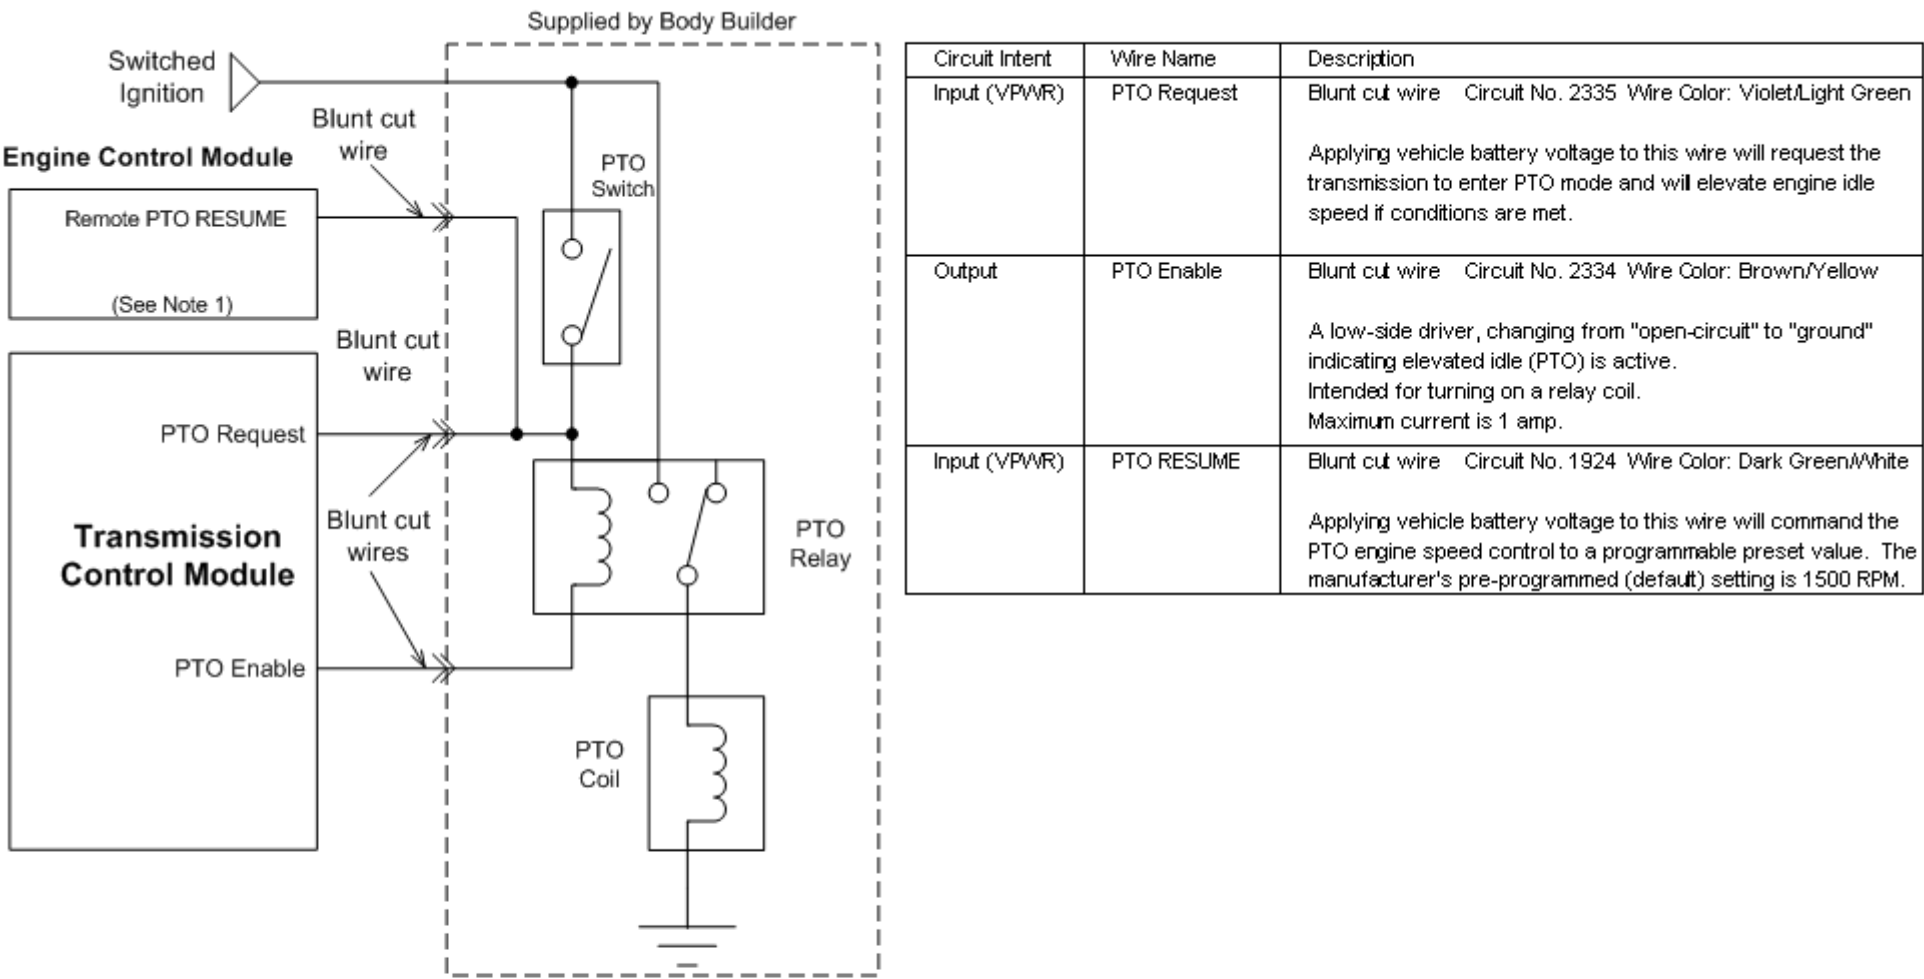 Supplied by Body Builder
Switched
Ignition
Blunt cut
wire
Engine Control Module
PTO
Switch
Remote PTO RESUME
(See Note 1)
Blunt cut
wire
PTO Request
Blunt cut
wires
Transmission
Control Module
PTO
Relay
PTO Enable
PTO
Coil
Circuit Intent Wire Name Description
Input (VPWR) PTO Request Blunt cut wire Circuit No. 2335 Wire Color: Violet/Light Green
Applying vehicle battery voltage to this wire will request the
transmission to enter PTO mode and will elevate engine idle
speed if conditions are met.
Output PTO Enable Blunt cut wire Circuit No. 2334 Wire Color: Brown/Yellow
A low-side driver, changing from "open-circuit" to "ground"
indicating elevated idle (PTO) is active.
Intended for turning on a relay coil.
Maximum current is 1 amp.
Input (VPWR) PTO RESUME Blunt cut wire Circuit No. 1924 Wire Color: Dark Green/White
Applying vehicle battery voltage to this wire will command the
PTO engine speed control to a programmable preset value. The
manufacturer's pre-programmed (default) setting is 1500 RPM.